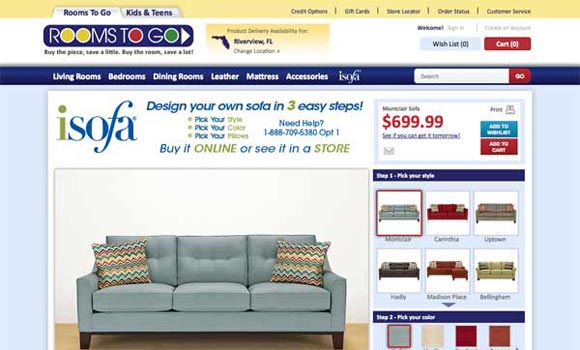 Rooms To Go Kids & Teens
Credit Options Gift Cards Store Locator Order Status Customer Service
ROOMS TO GO
Buy the piece, save a little. Buy the room, save a lot!
Product Delivery Availability For:
Riverview, FL
Change Location »
Welcome! Sign in Create an Account
Wish List (0) Cart (0)
Living Rooms Bedrooms Dining Rooms Leather Mattress Accessories isofa
Search GO
isofa
Design your own sofa in 3 easy steps!
Pick Your Style
Pick Your Color
Pick Your Pillows
Need Help?
1-888-709-5380 Opt 1
Buy it ONLINE or see it in a STORE
Montclair Sofa
Print
$699.99
See if you can get it tomorrow!
ADD TO WISHLIST
ADD TO CART
Step 1 - Pick your style
Montclair Carinthia Uptown
Hadly Madison Place Bellingham
Step 2 - Pick your color